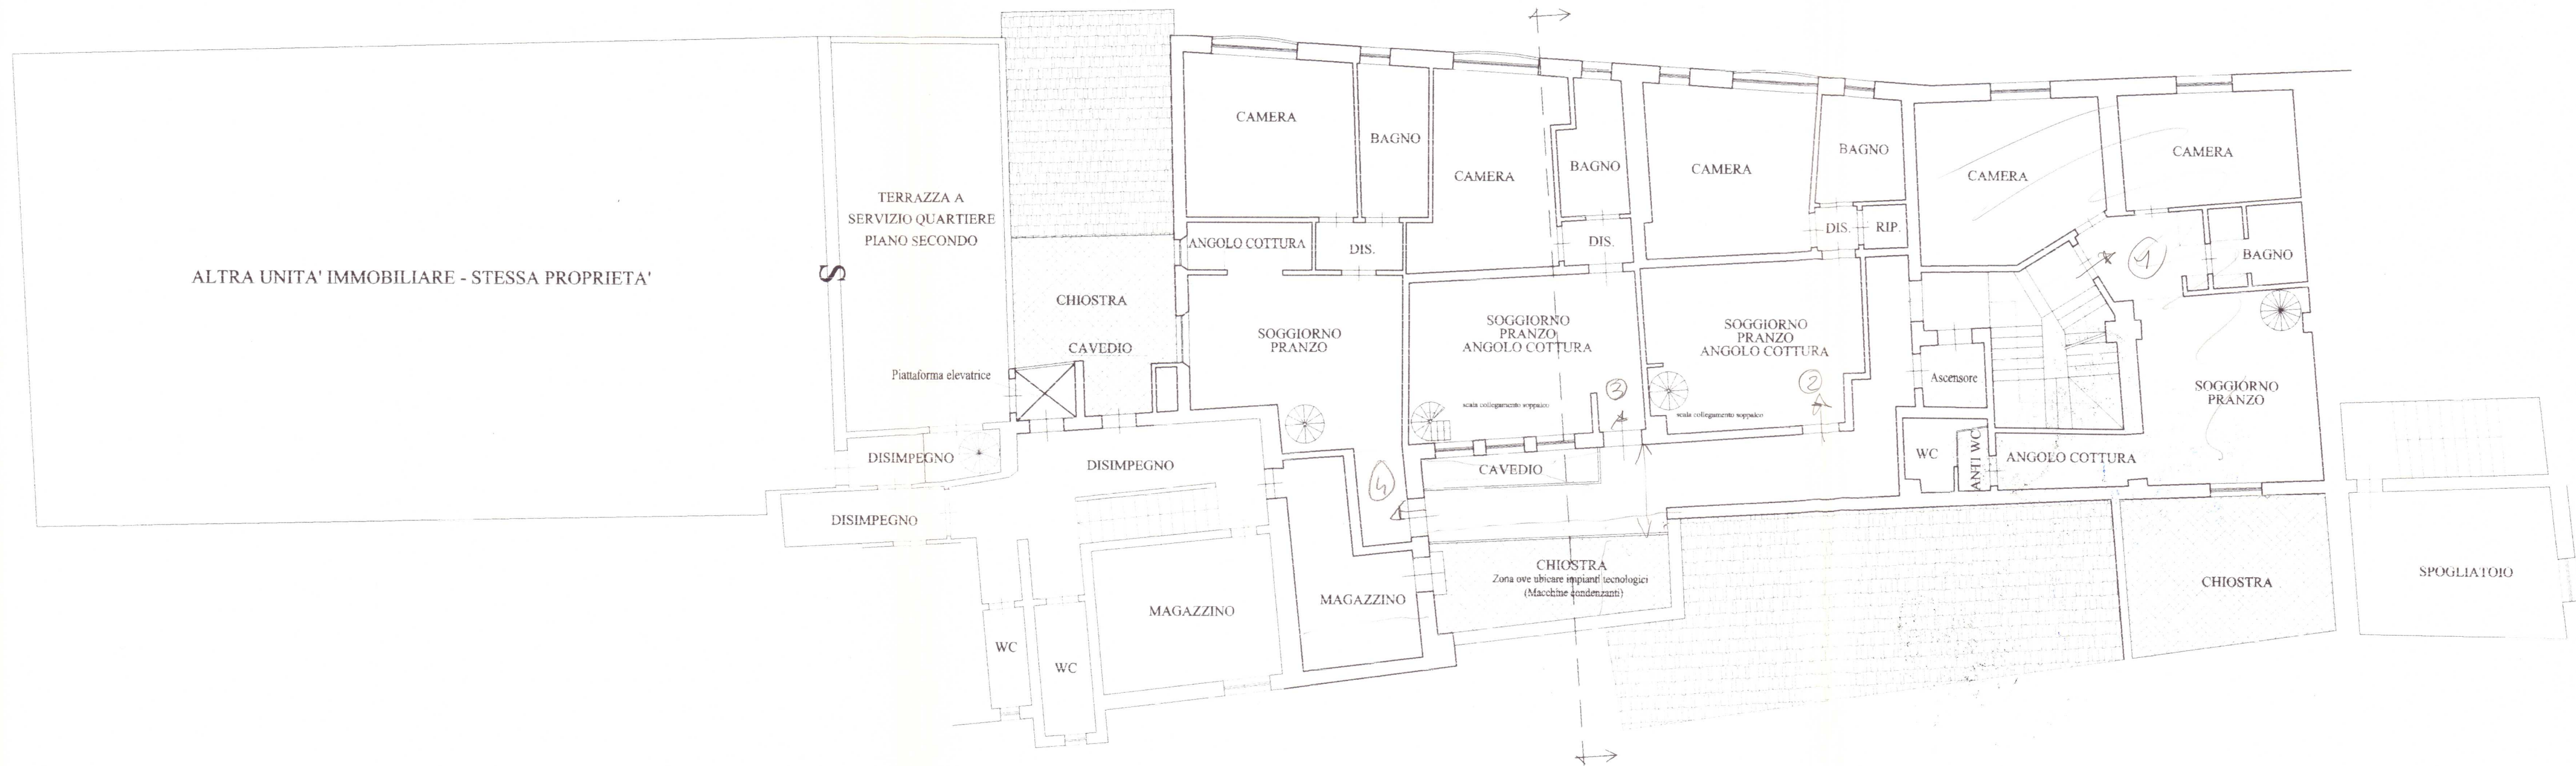 ALTRA UNITA' IMMOBILIARE - STESSA PROPRIETA'
S
TERRAZZA A
SERVIZIO QUARTIERE
PIANO SECONDO
Piattaforma elevatrice
DISIMPEGNO
DISIMPEGNO
CHIOSTRA
CAVEDIO
DISIMPEGNO
WC
WC
MAGAZZINO
MAGAZZINO
CAMERA
BAGNO
ANGOLO COTTURA
DIS.
SOGGIORNO
PRANZO
4
CAMERA
BAGNO
DIS.
SOGGIORNO
PRANZO
ANGOLO COTTURA
scala collegamento soppalco
3
CAVEDIO
CHIOSTRA
Zona ove ubicare impianti tecnologici
(Macchine condenzanti)
CAMERA
BAGNO
DIS.
RIP.
SOGGIORNO
PRANZO
ANGOLO COTTURA
scala collegamento soppalco
2
Ascensore
WC
ANTI WC
ANGOLO COTTURA
CAMERA
CAMERA
1
BAGNO
SOGGIORNO
PRANZO
CHIOSTRA
SPOGLIATOIO